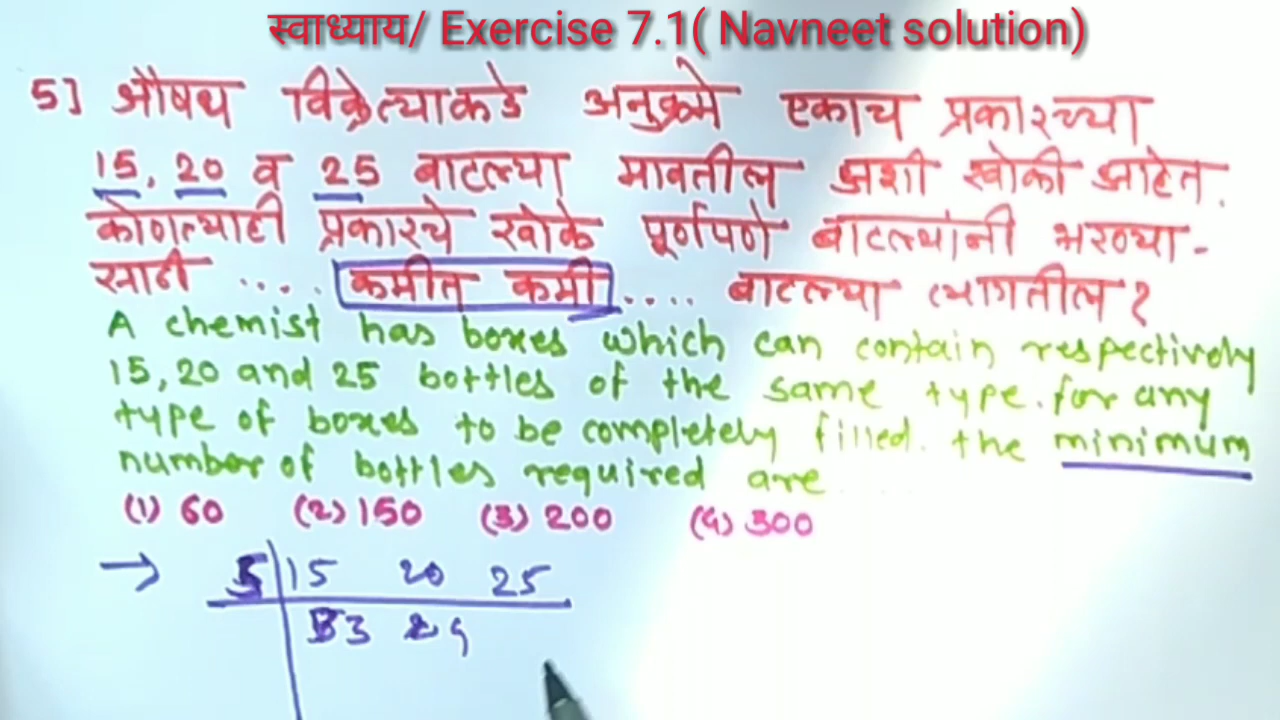 स्वाध्याय/ Exercise 7.1( Navneet solution)
5] औषध विक्रेत्याकडे अनुक्रमे एकाच प्रकारच्या
15, 20 व 25 बाटल्या मावतील अशी खोकी आहेत.
कोणत्याही प्रकारचे खोके पूर्णपणे बाटल्यांनी भरण्या-
साठी .... कमीत कमी .... बाटल्या लागतील?
A chemist has boxes which can contain respectively
15, 20 and 25 bottles of the same type. for any
type of boxes to be completely filled. the minimum
number of bottles required are
(1) 60 (2) 150 (3) 200 (4) 300
→ 5 15 20 25
3 4